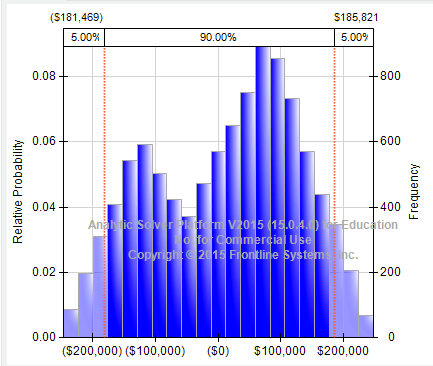 ($181,469) $185,821
5.00% 90.00% 5.00%
0.08 800
0.06 600
0.04 400
0.02 200
0.00 0
Relative Probability
Frequency
Analytic Solver Platform V2015 (15.0.4.0) for Education
Not for Commercial Use
Copyright © 2015 Frontline Systems Inc.
($200,000) ($100,000) ($0) $100,000 $200,000